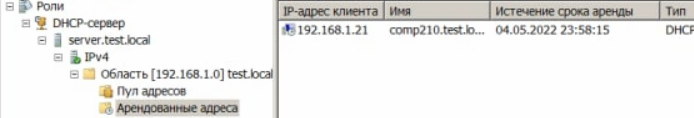 Роли
DHCP-сервер
server.test.local
IPv4
Область [192.168.1.0] test.local
Пул адресов
Арендованные адреса
IP-адрес клиента Имя Истечение срока аренды Тип
192.168.1.21 comp210.test.lo... 04.05.2022 23:58:15 DHCP